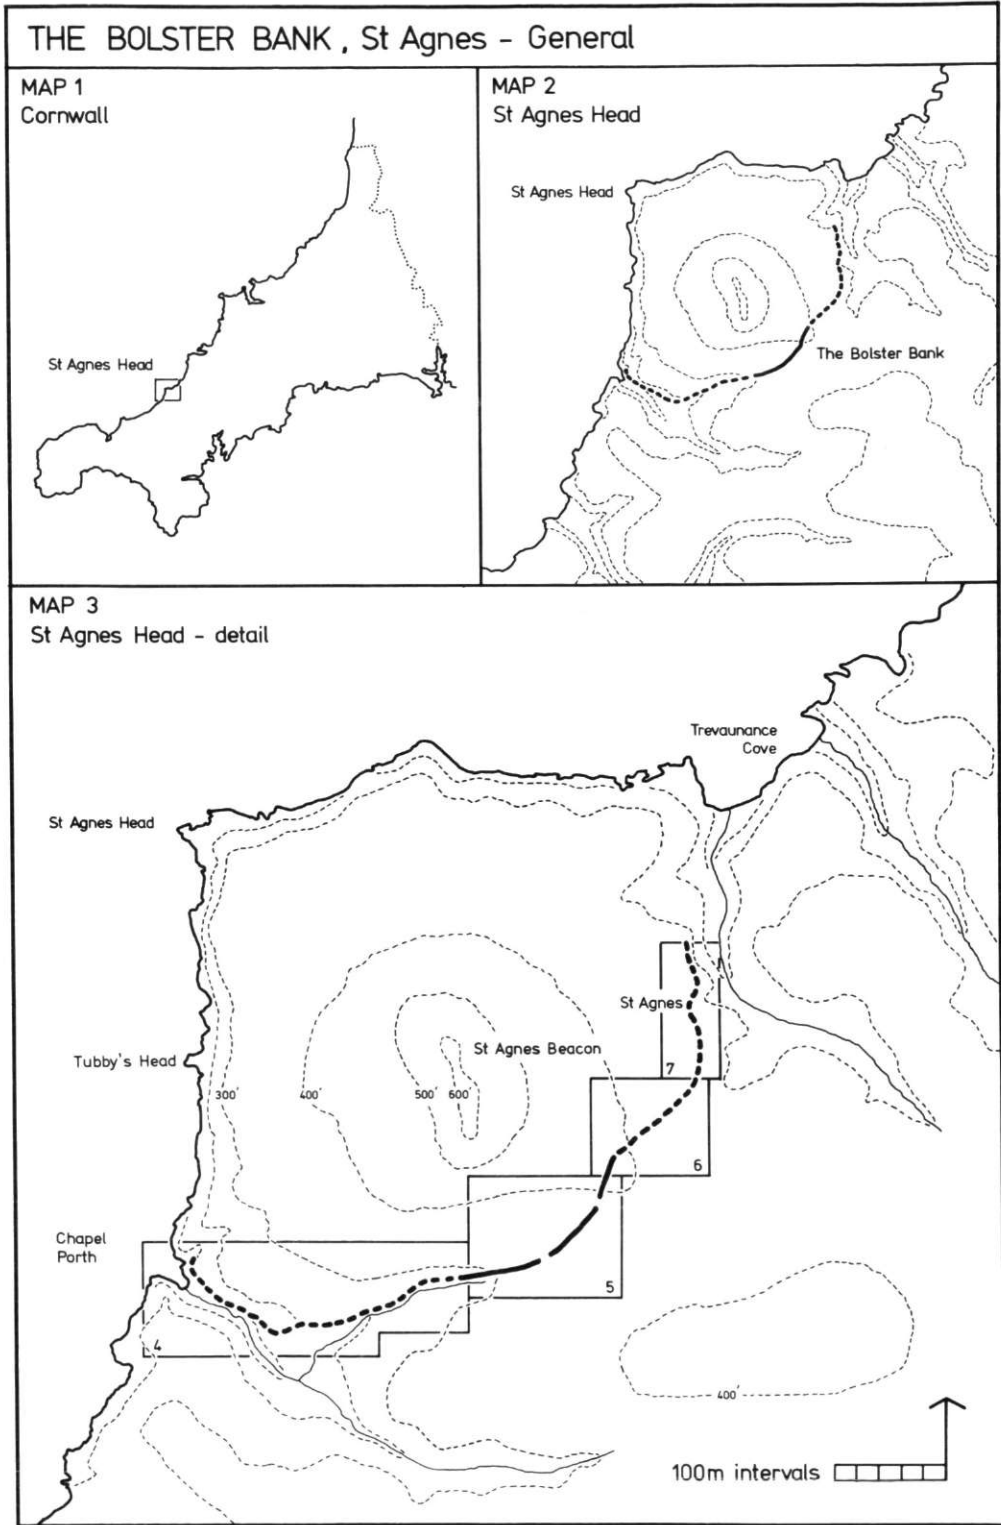 THE BOLSTER BANK, St Agnes - General
MAP 1
Cornwall
St Agnes Head
MAP 2
St Agnes Head
St Agnes Head
The Bolster Bank
MAP 3
St Agnes Head - detail
Trevaunance
Cove
St Agnes Head
St Agnes
St Agnes Beacon
Tubby's Head
7
300'
400'
500'
600'
6
Chapel
Porth
5
4
400'
100m intervals